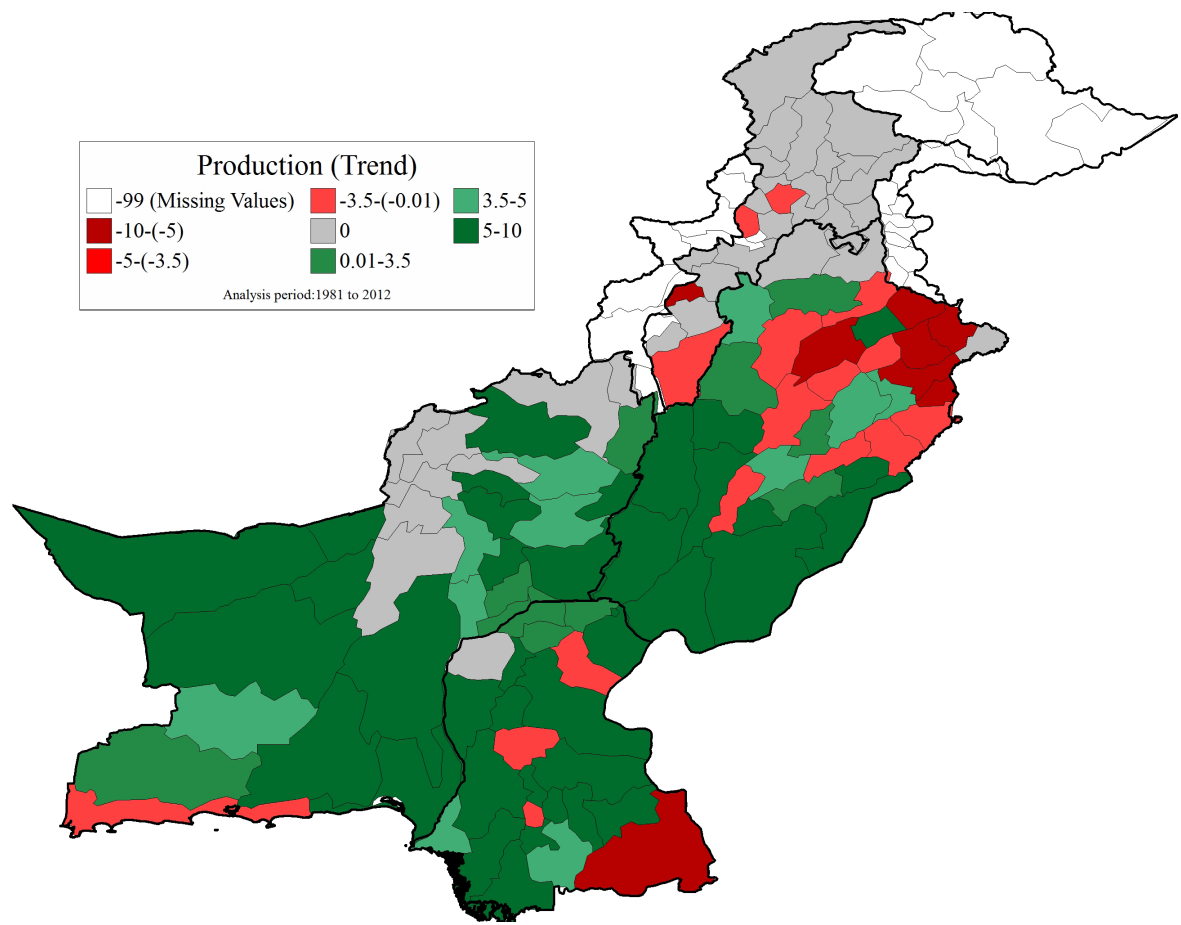 Production (Trend)
-99 (Missing Values) -3.5-(-0.01) 3.5-5
-10-(-5) 0 5-10
-5-(-3.5) 0.01-3.5
Analysis period:1981 to 2012